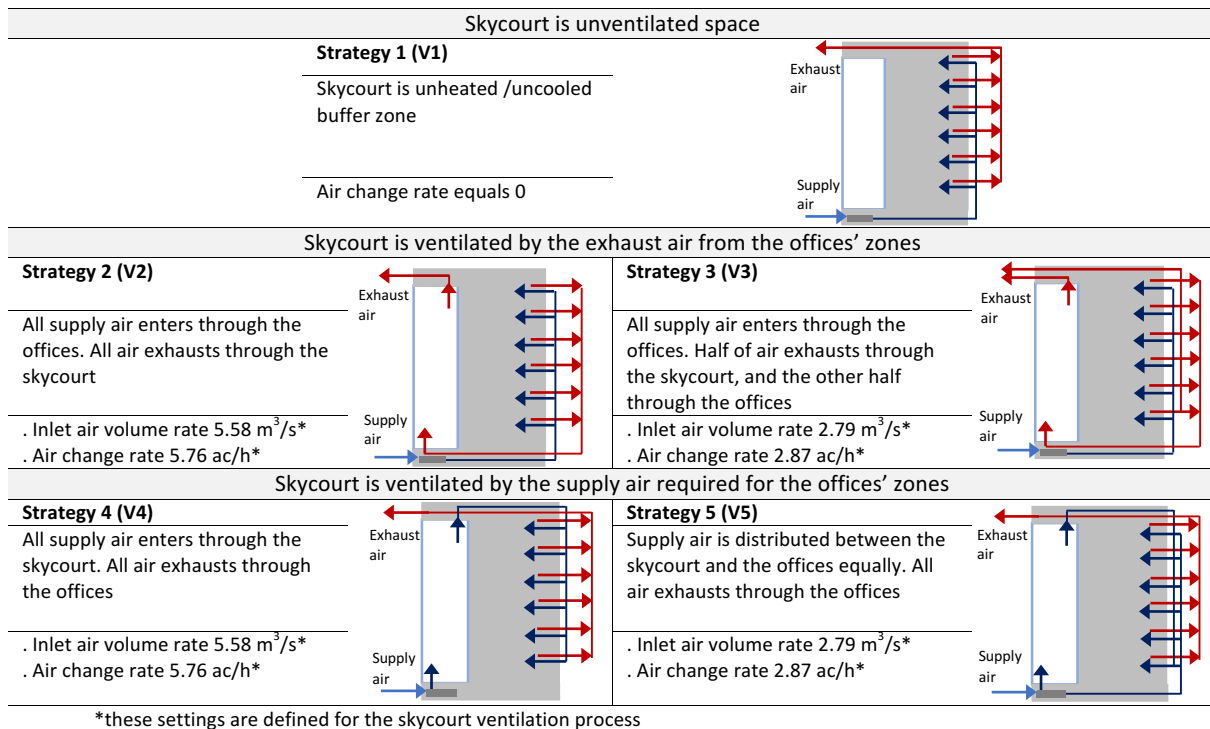 Skycourt is unventilated space
Strategy 1 (V1)
Skycourt is unheated /uncooled
buffer zone
Air change rate equals 0
Exhaust
air
Supply
air
Skycourt is ventilated by the exhaust air from the offices’ zones
Strategy 2 (V2)
All supply air enters through the
offices. All air exhausts through the
skycourt
. Inlet air volume rate 5.58 m³/s*
. Air change rate 5.76 ac/h*
Exhaust
air
Supply
air
Strategy 3 (V3)
All supply air enters through the
offices. Half of air exhausts through
the skycourt, and the other half
through the offices
. Inlet air volume rate 2.79 m³/s*
. Air change rate 2.87 ac/h*
Exhaust
air
Supply
air
Skycourt is ventilated by the supply air required for the offices’ zones
Strategy 4 (V4)
All supply air enters through the
skycourt. All air exhausts through
the offices
. Inlet air volume rate 5.58 m³/s*
. Air change rate 5.76 ac/h*
Exhaust
air
Supply
air
Strategy 5 (V5)
Supply air is distributed between the
skycourt and the offices equally. All
air exhausts through the offices
. Inlet air volume rate 2.79 m³/s*
. Air change rate 2.87 ac/h*
Exhaust
air
Supply
air
*these settings are defined for the skycourt ventilation process